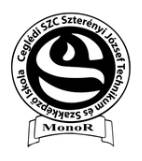 Ceglédi SZC Szterényi József Technikum és Szakképző Iskola
MonoR